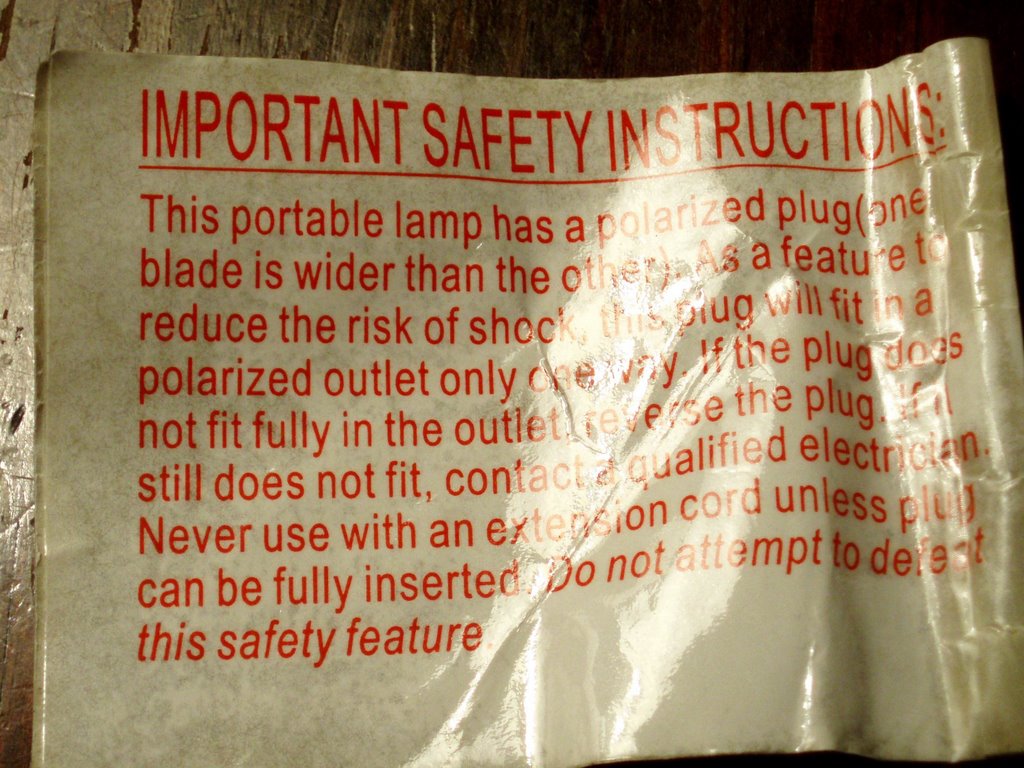 IMPORTANT SAFETY INSTRUCTIONS:
This portable lamp has a polarized plug(one
blade is wider than the other). As a feature to
reduce the risk of shock, this plug will fit in a
polarized outlet only one way. If the plug does
not fit fully in the outlet, reverse the plug. If it
still does not fit, contact a qualified electrician.
Never use with an extension cord unless plug
can be fully inserted. Do not attempt to defeat
this safety feature.